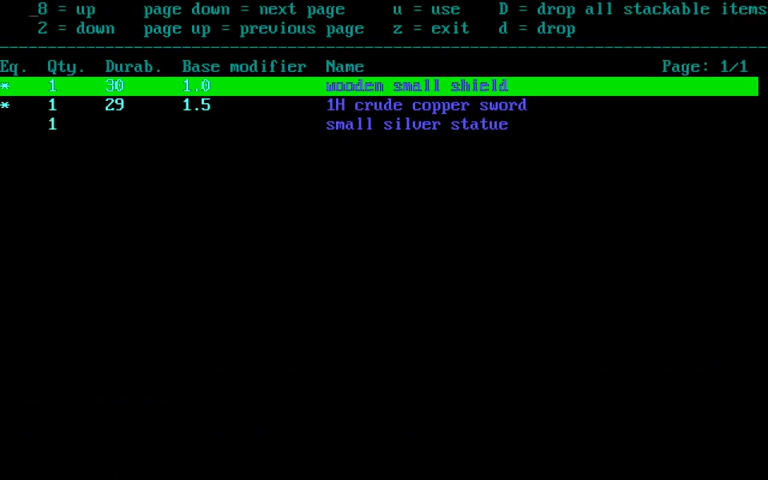 _8 = up page down = next page u = use D = drop all stackable items
2 = down page up = previous page z = exit d = drop
Eq. Qty. Durab. Base modifier Name Page: 1/1
* 1 30 1.0 wooden small shield
* 1 29 1.5 1H crude copper sword
1 small silver statue